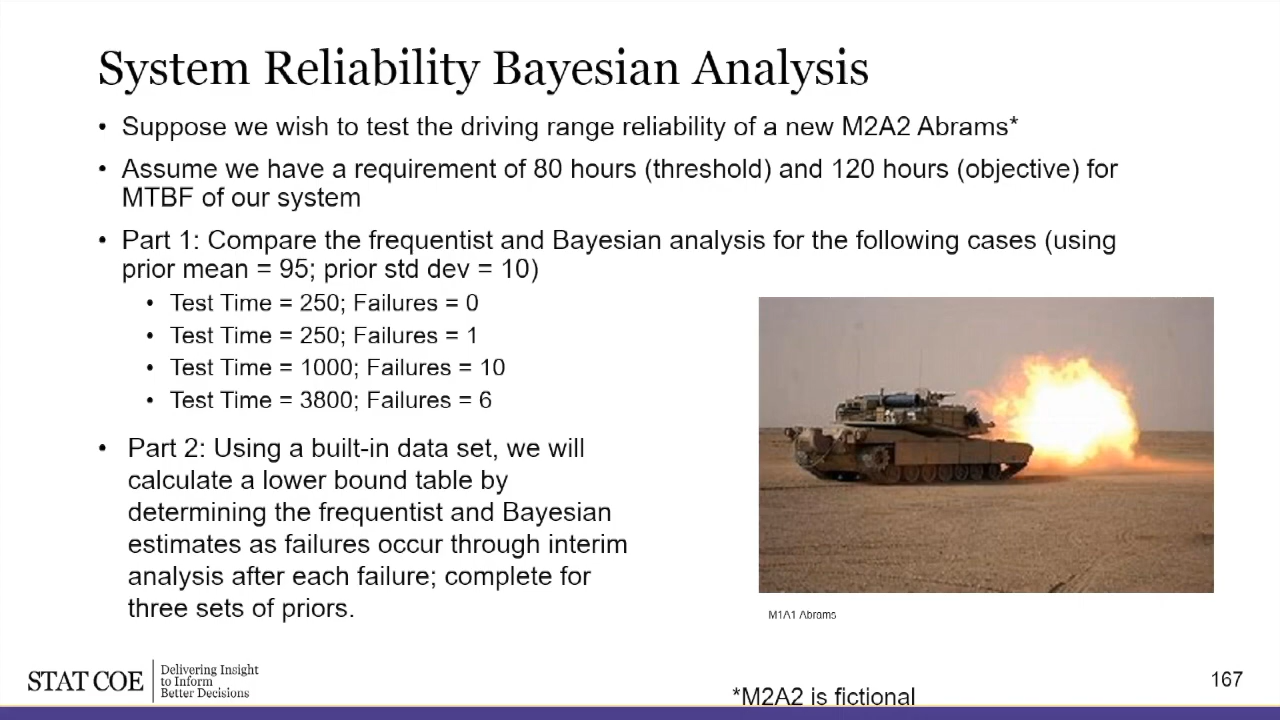 System Reliability Bayesian Analysis
• Suppose we wish to test the driving range reliability of a new M2A2 Abrams*
• Assume we have a requirement of 80 hours (threshold) and 120 hours (objective) for
MTBF of our system
• Part 1: Compare the frequentist and Bayesian analysis for the following cases (using
prior mean = 95; prior std dev = 10)
• Test Time = 250; Failures = 0
• Test Time = 250; Failures = 1
• Test Time = 1000; Failures = 10
• Test Time = 3800; Failures = 6
• Part 2: Using a built-in data set, we will
calculate a lower bound table by
determining the frequentist and Bayesian
estimates as failures occur through interim
analysis after each failure; complete for
three sets of priors.
M1A1 Abrams
STAT COE
Delivering Insight
to Inform
Better Decisions
*M2A2 is fictional
167